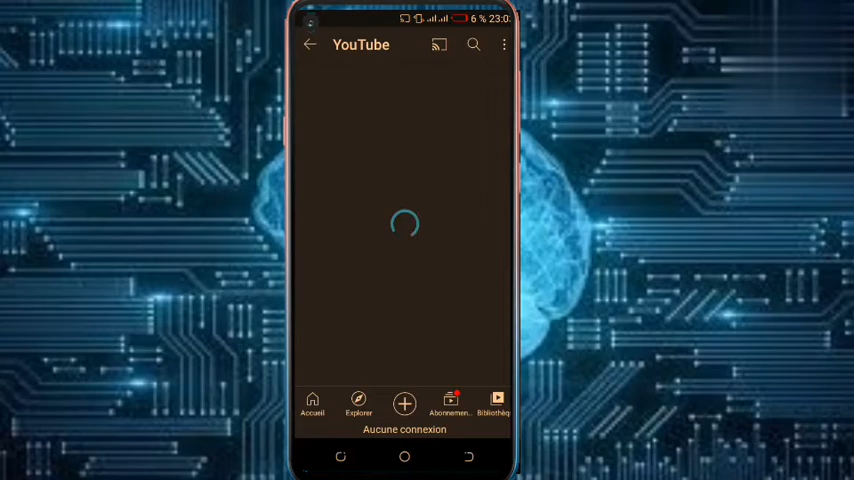 6 % 23:0
YouTube
Accueil
Explorer
Abonnemen...
Bibliothèq
Aucune connexion